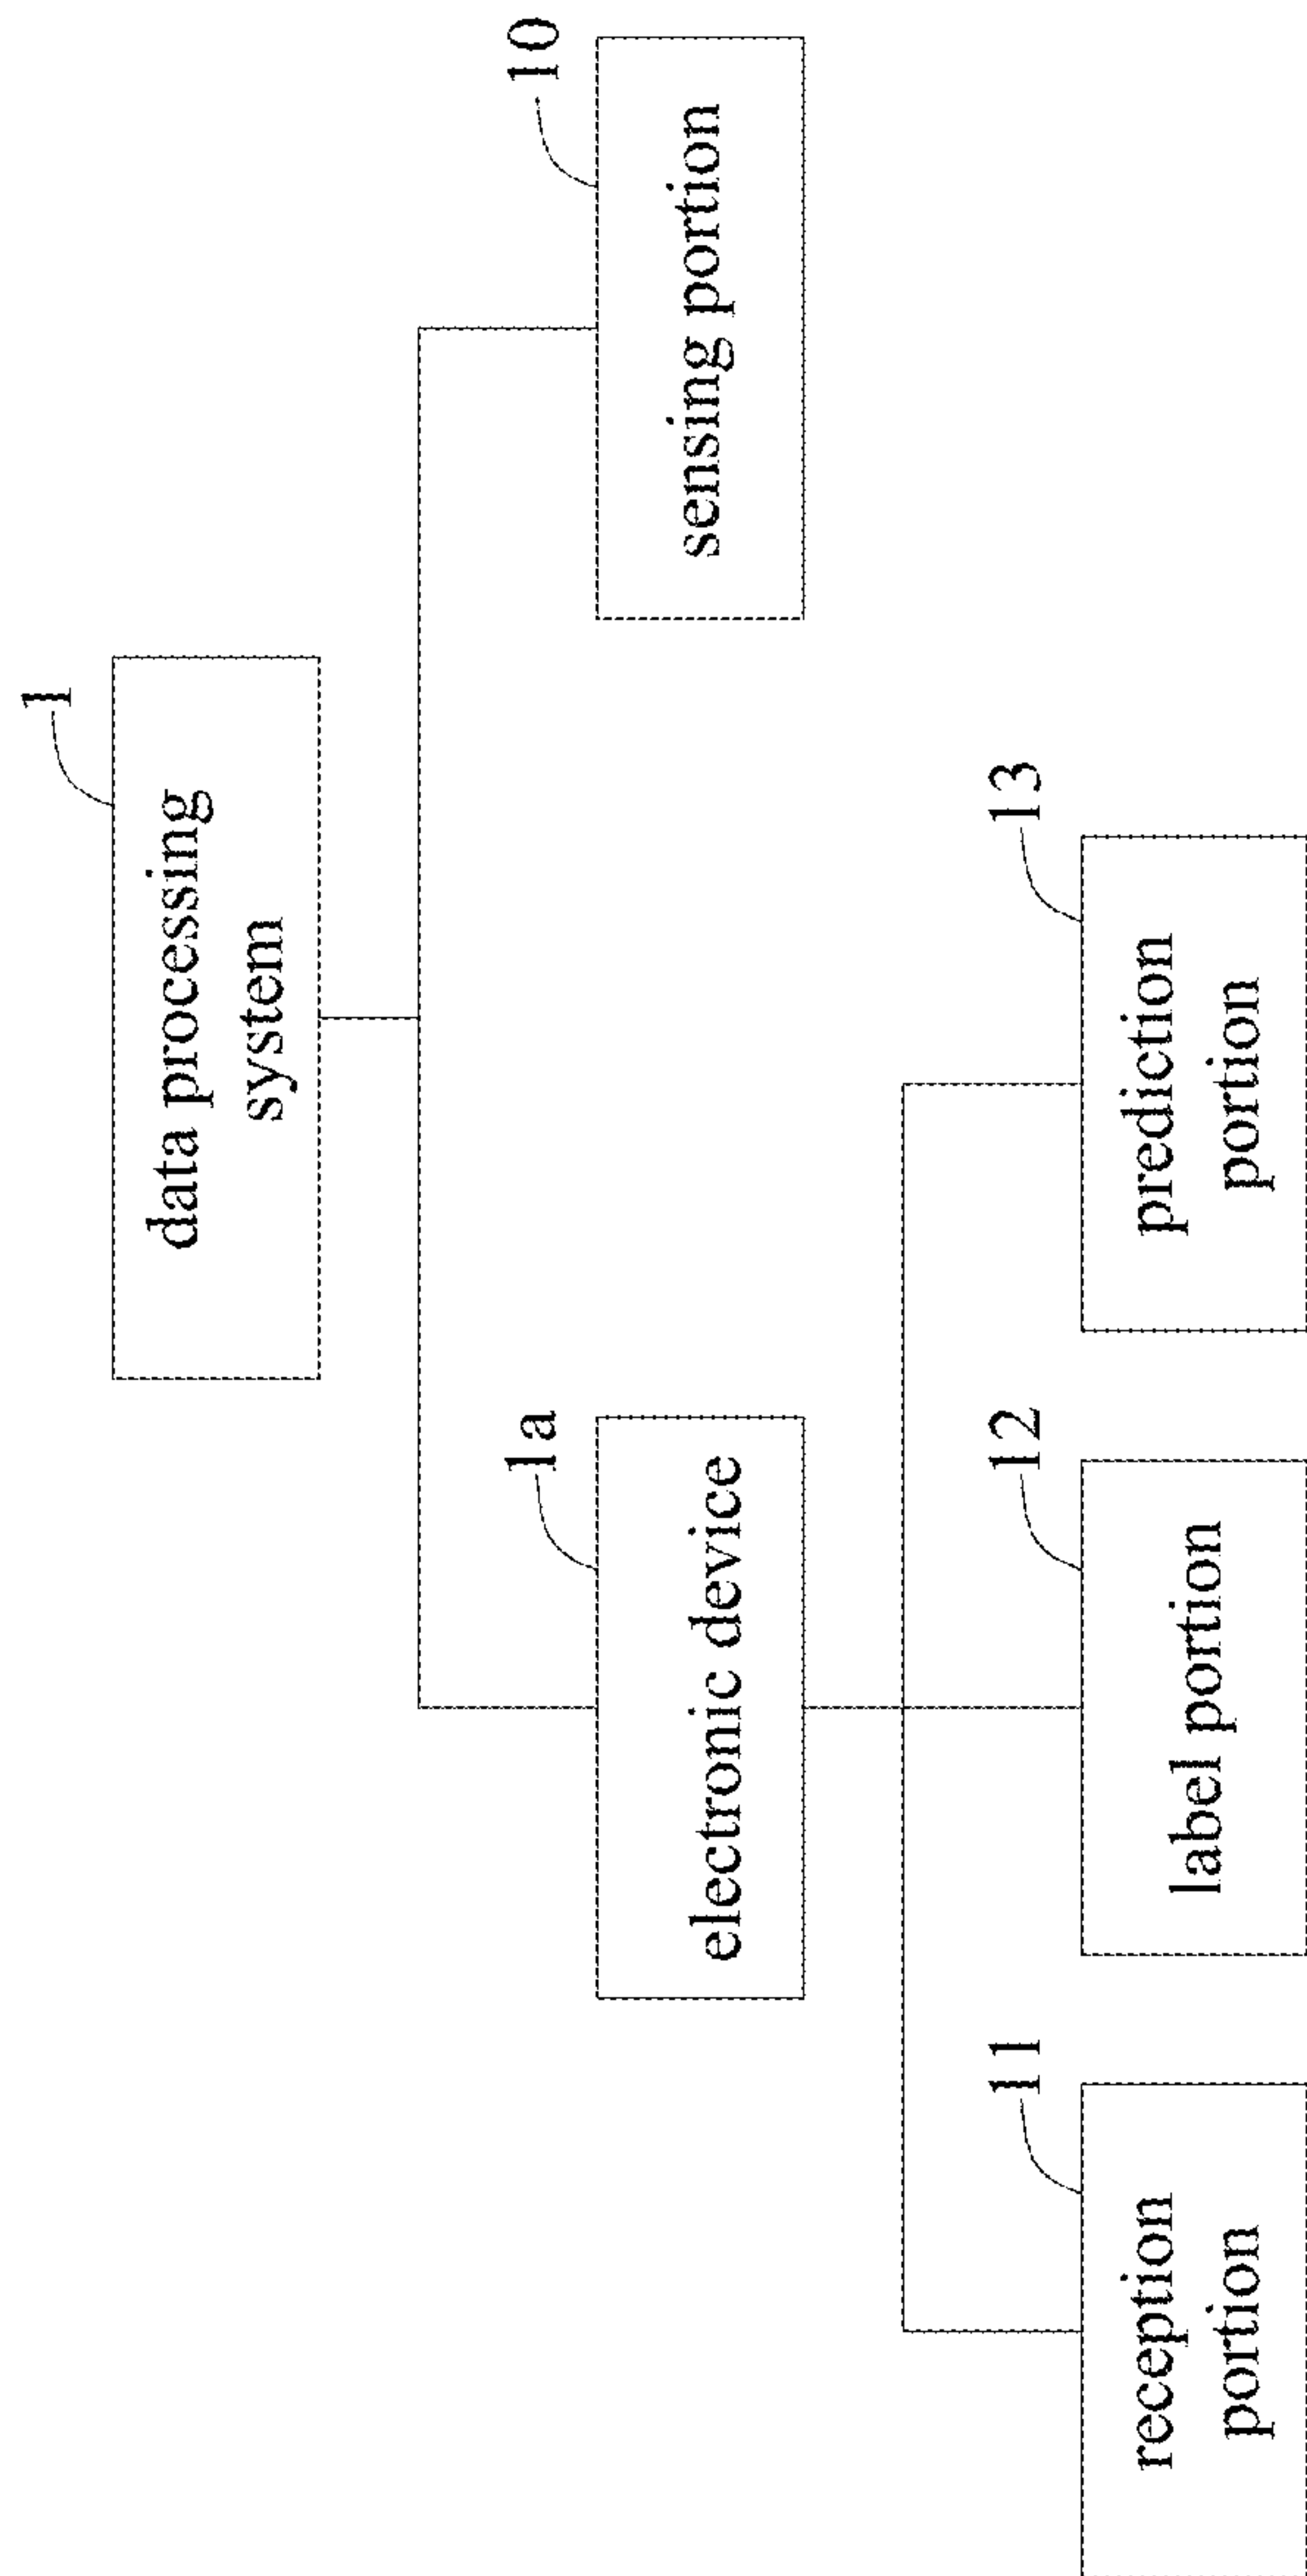 1
data processing
system
1a
electronic device
10
sensing portion
11
reception
portion
12
label portion
13
prediction
portion